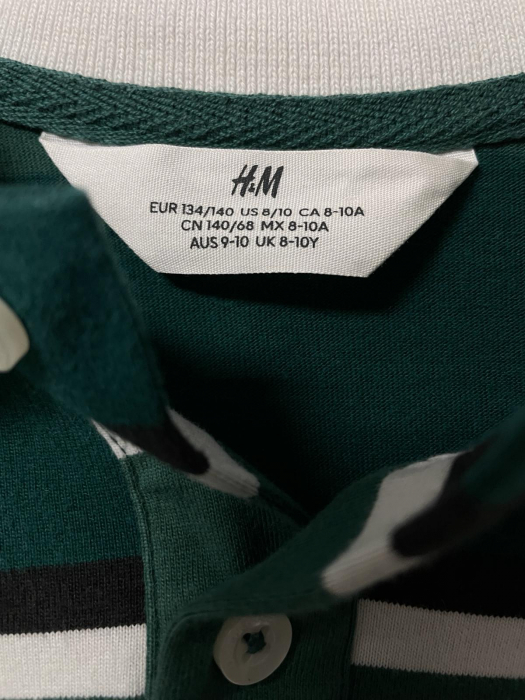 H&M
EUR 134/140 US 8/10 CA 8-10A
CN 140/68 MX 8-10A
AUS 9-10 UK 8-10Y